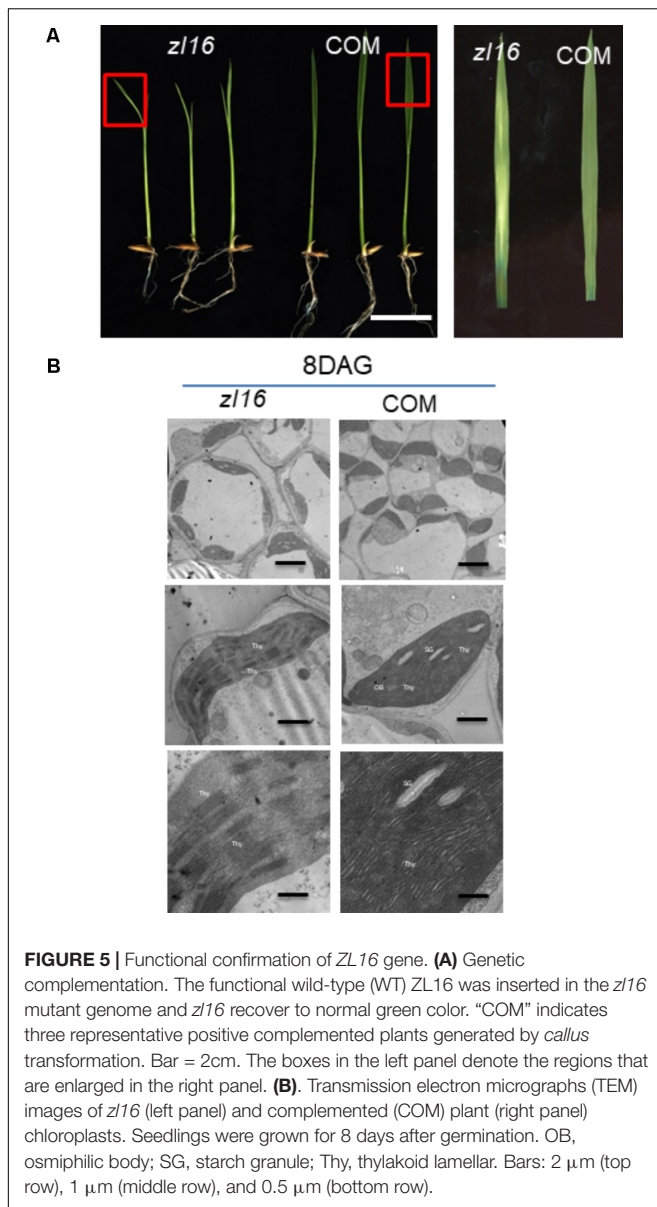 A
zl16
COM
zl16
COM
B
8DAG
zl16
COM
Thy
Thy
SG
Thy
OB
Thy
Thy
Thy
SG
Thy
FIGURE 5 | Functional confirmation of ZL16 gene. (A) Genetic
complementation. The functional wild-type (WT) ZL16 was inserted in the zl16
mutant genome and zl16 recover to normal green color. “COM” indicates
three representative positive complemented plants generated by callus
transformation. Bar = 2cm. The boxes in the left panel denote the regions that
are enlarged in the right panel. (B). Transmission electron micrographs (TEM)
images of zl16 (left panel) and complemented (COM) plant (right panel)
chloroplasts. Seedlings were grown for 8 days after germination. OB,
osmiphilic body; SG, starch granule; Thy, thylakoid lamellar. Bars: 2 μm (top
row), 1 μm (middle row), and 0.5 μm (bottom row).